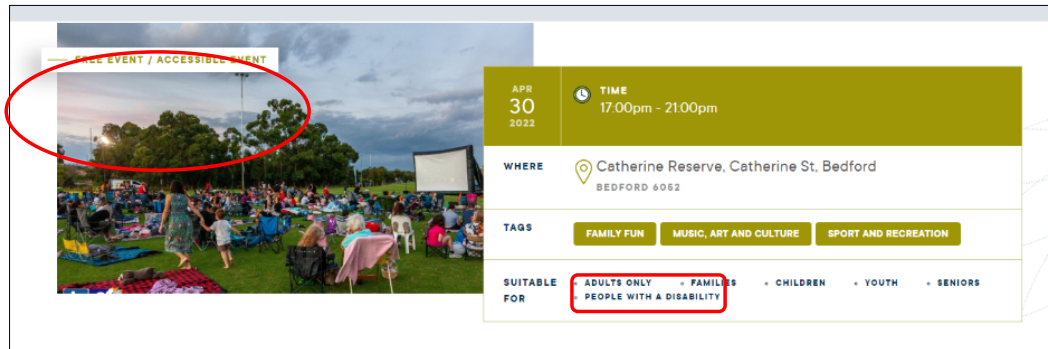 FREE EVENT / ACCESSIBLE EVENT
APR
30
2022
TIME
17:00pm - 21:00pm
WHERE
Catherine Reserve, Catherine St, Bedford
BEDFORD 6052
TAGS
FAMILY FUN MUSIC, ART AND CULTURE SPORT AND RECREATION
SUITABLE FOR
ADULTS ONLY FAMILIES CHILDREN YOUTH SENIORS
PEOPLE WITH A DISABILITY